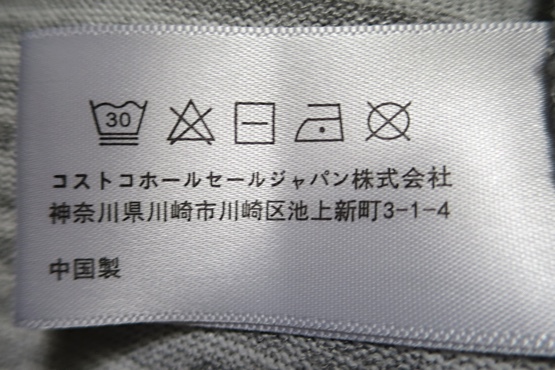 30
コストコホールセールジャパン株式会社
神奈川県川崎市川崎区池上新町3-1-4
中国製